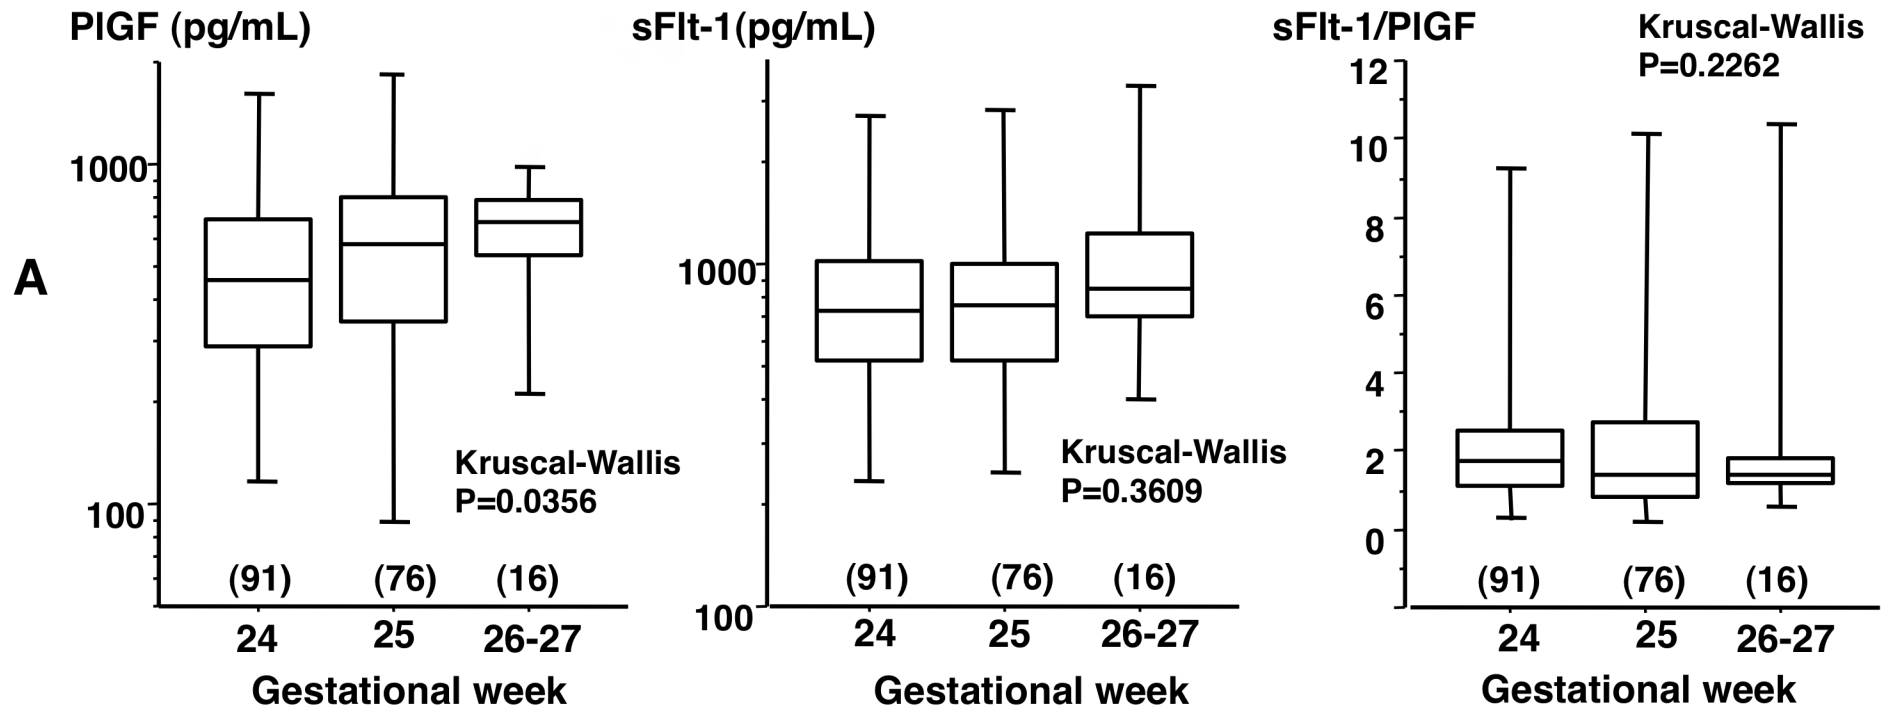 PlGF (pg/mL)
1000
100
A
Kruscal-Wallis
P=0.0356
(91) (76) (16)
24 25 26-27
Gestational week
sFlt-1(pg/mL)
1000
100
Kruscal-Wallis
P=0.3609
(91) (76) (16)
24 25 26-27
Gestational week
sFlt-1/PlGF
Kruscal-Wallis
P=0.2262
12
10
8
6
4
2
0
(91) (76) (16)
24 25 26-27
Gestational week